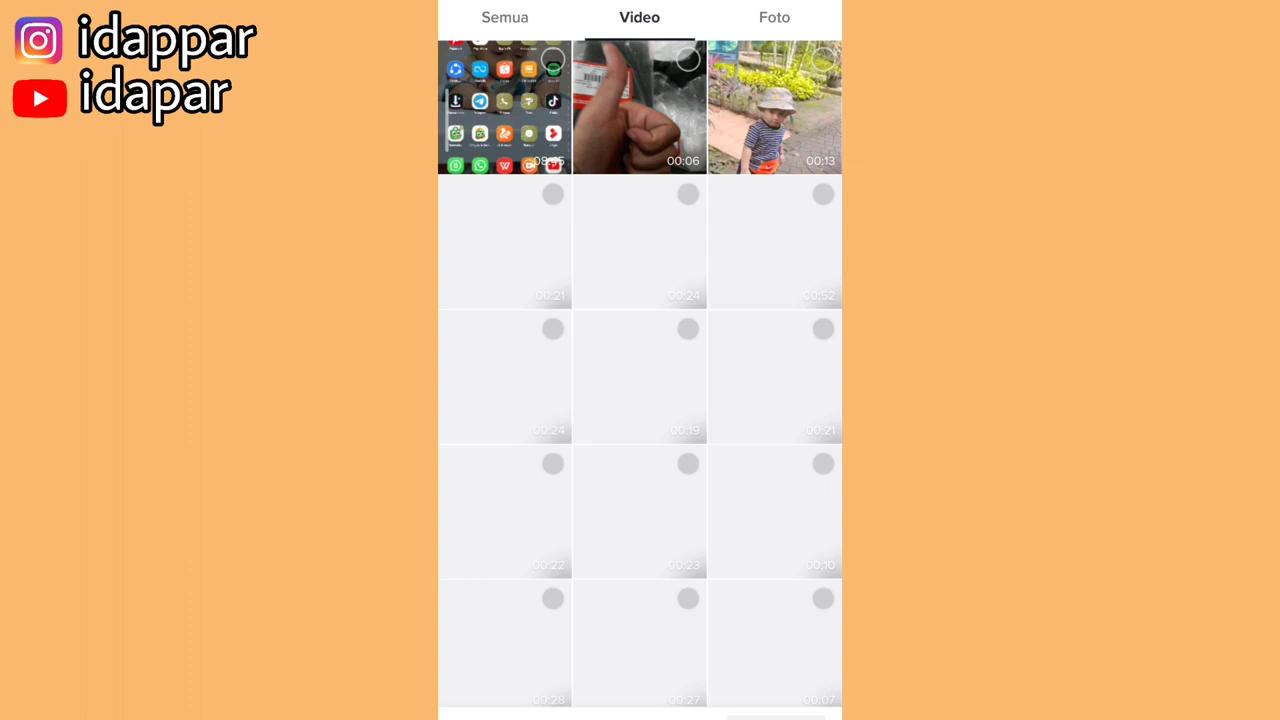 idappar
idapar
Semua Video Foto
00:06 00:13
00:21 00:24 00:52
00:24 00:19 00:21
00:22 00:23 00:10
00:28 00:27 00:07